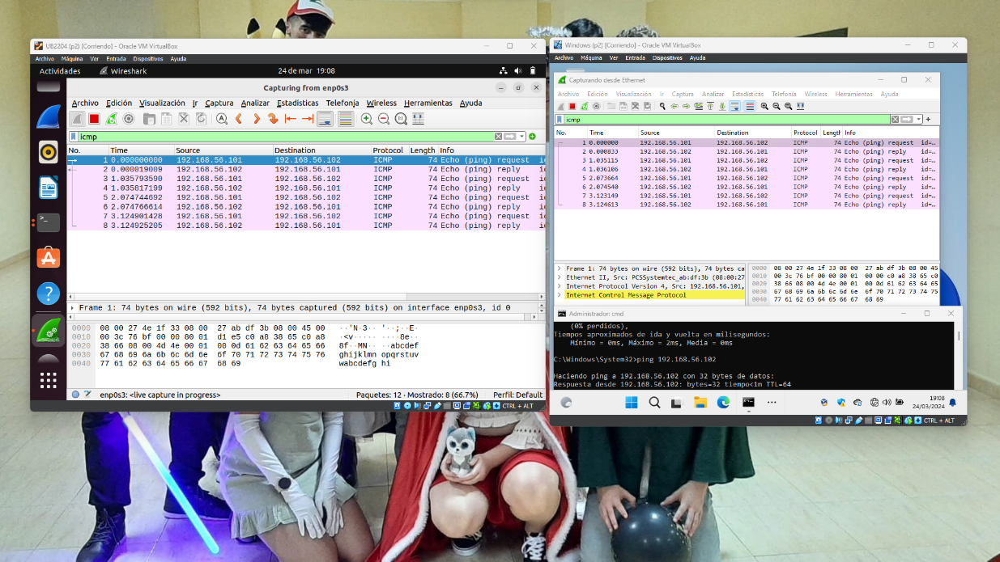 UB2204 (p2) [Corriendo] - Oracle VM VirtualBox
Archivo Máquina Ver Entrada Dispositivos Ayuda
Actividades Wireshark 24 de mar 19:08
Capturing from enp0s3
Archivo Edición Visualización Ir Captura Analizar Estadísticas Telefonía Wireless Herramientas Ayuda
icmp
No. Time Source Destination Protocol Length Info
1 0.000000000 192.168.56.101 192.168.56.102 ICMP 74 Echo (ping) request id
2 0.000019009 192.168.56.102 192.168.56.101 ICMP 74 Echo (ping) reply id
3 1.035793590 192.168.56.101 192.168.56.102 ICMP 74 Echo (ping) request id
4 1.035817199 192.168.56.102 192.168.56.101 ICMP 74 Echo (ping) reply id
5 2.074744692 192.168.56.101 192.168.56.102 ICMP 74 Echo (ping) request id
6 2.074766614 192.168.56.102 192.168.56.101 ICMP 74 Echo (ping) reply id
7 3.124901428 192.168.56.101 192.168.56.102 ICMP 74 Echo (ping) request id
8 3.124925205 192.168.56.102 192.168.56.101 ICMP 74 Echo (ping) reply id
Frame 1: 74 bytes on wire (592 bits), 74 bytes captured (592 bits) on interface enp0s3, id 0
0000 08 00 27 4e 1f 33 08 00 27 ab df 3b 08 00 45 00 ··'N·3·· '··;··E·
0010 00 3c 76 bf 00 00 80 01 d1 e5 c0 a8 38 65 c0 a8 ·<v····· ····8e··
0020 38 66 08 00 4d 4e 00 01 00 0d 61 62 63 64 65 66 8f··MN·· ··abcdef
0030 67 68 69 6a 6b 6c 6d 6e 6f 70 71 72 73 74 75 76 ghijklmn opqrstuv
0040 77 61 62 63 64 65 66 67 68 69 wabcdefg hi
enp0s3: <live capture in progress> Paquetes: 12 · Mostrado: 8 (66.7%) Perfil: Default
CTRL + ALT
Windows (p2) [Corriendo] - Oracle VM VirtualBox
Archivo Máquina Ver Entrada Dispositivos Ayuda
Capturando desde Ethernet
Archivo Edición Visualización Ir Captura Analizar Estadísticas Telefonía Wireless Herramientas Ayuda
icmp
No. Time Source Destination Protocol Length Info
1 0.000000 192.168.56.101 192.168.56.102 ICMP 74 Echo (ping) request id=…
2 0.000833 192.168.56.102 192.168.56.101 ICMP 74 Echo (ping) reply id=…
3 1.035115 192.168.56.101 192.168.56.102 ICMP 74 Echo (ping) request id=…
4 1.036106 192.168.56.102 192.168.56.101 ICMP 74 Echo (ping) reply id=…
5 2.073664 192.168.56.101 192.168.56.102 ICMP 74 Echo (ping) request id=…
6 2.074540 192.168.56.102 192.168.56.101 ICMP 74 Echo (ping) reply id=…
7 3.123149 192.168.56.101 192.168.56.102 ICMP 74 Echo (ping) request id=…
8 3.124613 192.168.56.102 192.168.56.101 ICMP 74 Echo (ping) reply id=…
Frame 1: 74 bytes on wire (592 bits), 74 bytes ca
Ethernet II, Src: PCSSystemtec_ab:df:3b (08:00:27
Internet Protocol Version 4, Src: 192.168.56.101,
Internet Control Message Protocol
0000 08 00 27 4e 1f 33 08 00 27 ab df 3b 08 00 45
0010 00 3c 76 bf 00 00 80 01 00 00 c0 a8 38 65 c0
0020 38 66 08 00 4d 4e 00 01 00 0d 61 62 63 64 65
0030 67 68 69 6a 6b 6c 6d 6e 6f 70 71 72 73 74 75
0040 77 61 62 63 64 65 66 67 68 69
Administrador: cmd
(0% perdidos),
Tiempos aproximados de ida y vuelta en milisegundos:
Mínimo = 0ms, Máximo = 2ms, Media = 0ms
C:\Windows\System32>ping 192.168.56.102
Haciendo ping a 192.168.56.102 con 32 bytes de datos:
Respuesta desde 192.168.56.102: bytes=32 tiempo<1m TTL=64
19:08
24/03/2024
CTRL + ALT